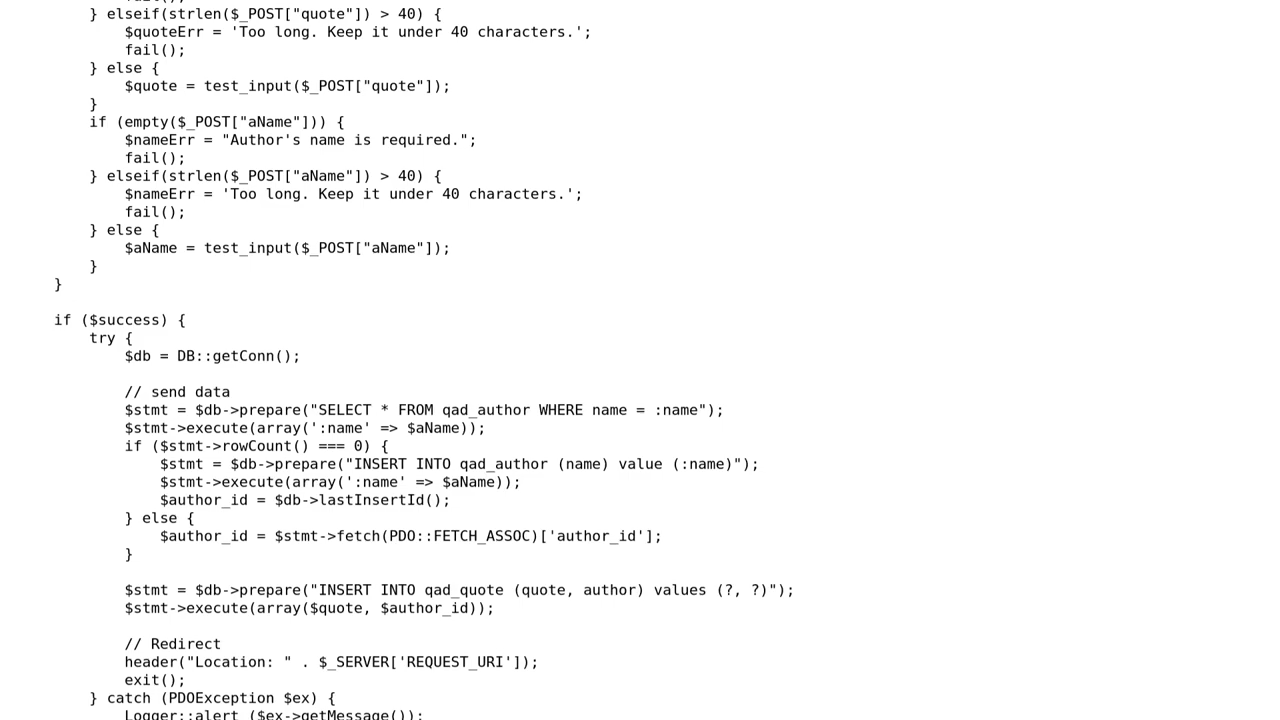 fail();
} elseif(strlen($_POST["quote"]) > 40) {
$quoteErr = 'Too long. Keep it under 40 characters.';
fail();
} else {
$quote = test_input($_POST["quote"]);
}
if (empty($_POST["aName"])) {
$nameErr = "Author's name is required.";
fail();
} elseif(strlen($_POST["aName"]) > 40) {
$nameErr = 'Too long. Keep it under 40 characters.';
fail();
} else {
$aName = test_input($_POST["aName"]);
}
}
if ($success) {
try {
$db = DB::getConn();
// send data
$stmt = $db->prepare("SELECT * FROM qad_author WHERE name = :name");
$stmt->execute(array(':name' => $aName));
if ($stmt->rowCount() === 0) {
$stmt = $db->prepare("INSERT INTO qad_author (name) value (:name)");
$stmt->execute(array(':name' => $aName));
$author_id = $db->lastInsertId();
} else {
$author_id = $stmt->fetch(PDO::FETCH_ASSOC)['author_id'];
}
$stmt = $db->prepare("INSERT INTO qad_quote (quote, author) values (?, ?)");
$stmt->execute(array($quote, $author_id));
// Redirect
header("Location: " . $_SERVER['REQUEST_URI']);
exit();
} catch (PDOException $ex) {
Logger::alert ($ex->getMessage());